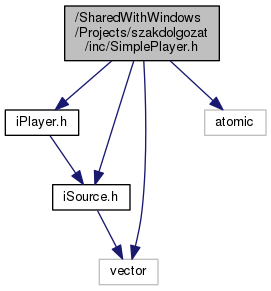 /SharedWithWindows
/Projects/szakdolgozat
/inc/SimplePlayer.h
iPlayer.h
atomic
iSource.h
vector